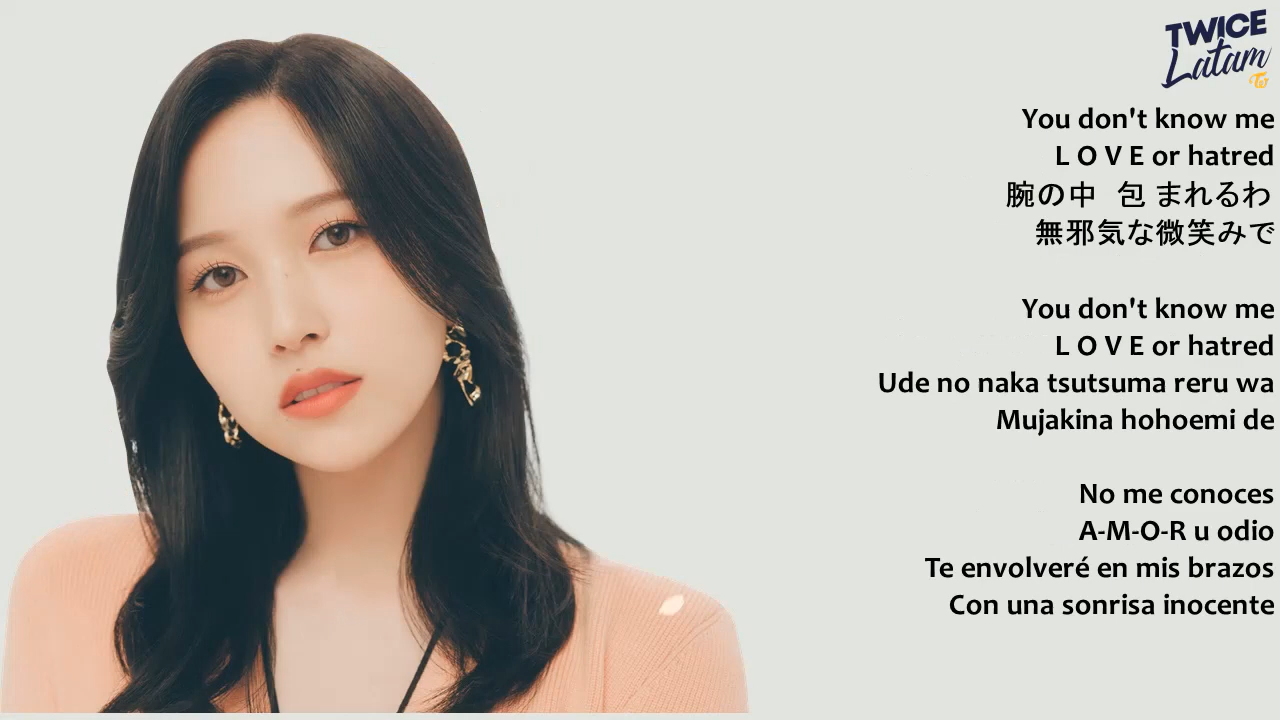 TWICE
Latam
You don't know me
L O V E or hatred
腕の中 包 まれるわ
無邪気な微笑みで
You don't know me
L O V E or hatred
Ude no naka tsutsuma reru wa
Mujakina hohoemi de
No me conoces
A-M-O-R u odio
Te envolveré en mis brazos
Con una sonrisa inocente